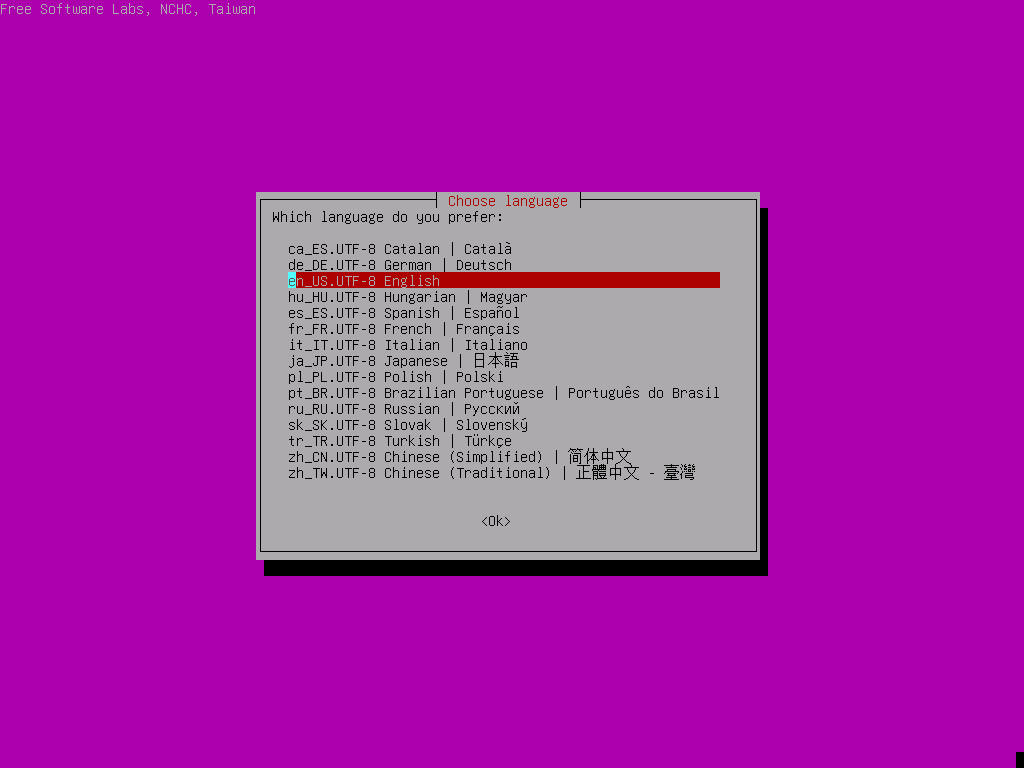 Free Software Labs, NCHC, Taiwan
Choose language
Which language do you prefer:
ca_ES.UTF-8 Catalan | Català
de_DE.UTF-8 German | Deutsch
en_US.UTF-8 English
hu_HU.UTF-8 Hungarian | Magyar
es_ES.UTF-8 Spanish | Español
fr_FR.UTF-8 French | Français
it_IT.UTF-8 Italian | Italiano
ja_JP.UTF-8 Japanese | 日本語
pl_PL.UTF-8 Polish | Polski
pt_BR.UTF-8 Brazilian Portuguese | Português do Brasil
ru_RU.UTF-8 Russian | Русский
sk_SK.UTF-8 Slovak | Slovenský
tr_TR.UTF-8 Turkish | Türkçe
zh_CN.UTF-8 Chinese (Simplified) | 简体中文
zh_TW.UTF-8 Chinese (Traditional) | 正體中文 - 臺灣
<Ok>